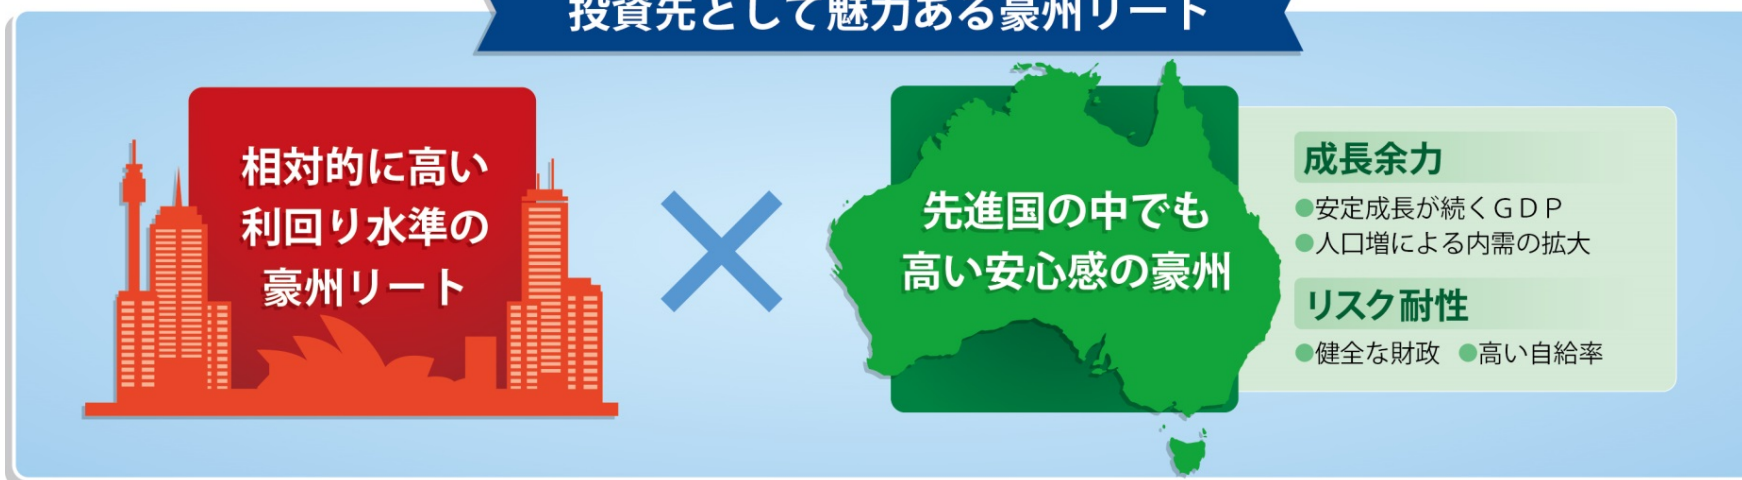 投資先として魅力ある豪州リート
相対的に高い
利回り水準の
豪州リート
先進国の中でも
高い安心感の豪州
成長余力
●安定成長が続くＧＤＰ
●人口増による内需の拡大
リスク耐性
●健全な財政 ●高い自給率